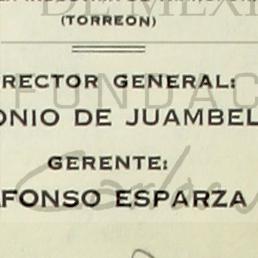 (TORREON)
RECTOR GENERAL:
ONIO DE JUAMBEL
GERENTE:
FONSO ESPARZA